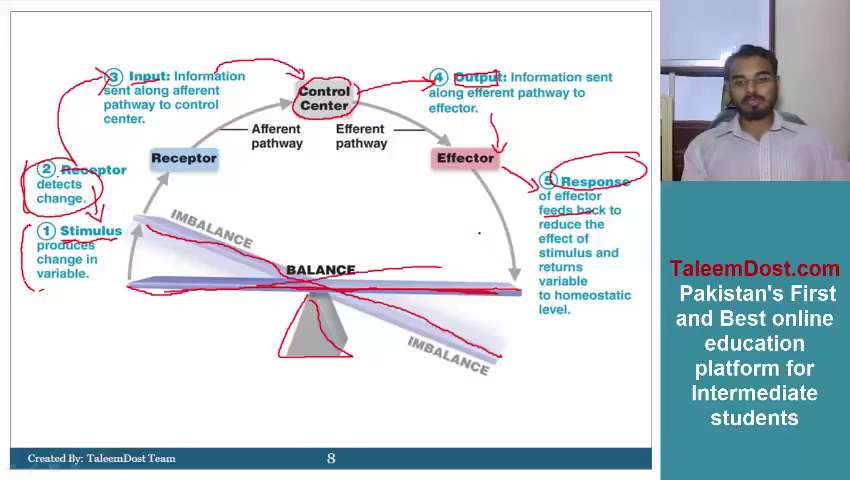 ③ Input: Information
sent along afferent
pathway to control
center.
Control
Center
④ Output: Information sent
along efferent pathway to
effector.
Afferent
pathway
Efferent
pathway
Receptor
Effector
② Receptor
detects
change.
① Stimulus
produces
change in
variable.
⑤ Response
of effector
feeds back to
reduce the
effect of
stimulus and
returns
variable
to homeostatic
level.
IMBALANCE
BALANCE
IMBALANCE
TaleemDost.com
Pakistan's First
and Best online
education
platform for
Intermediate
students
Created By: TaleemDost Team
8